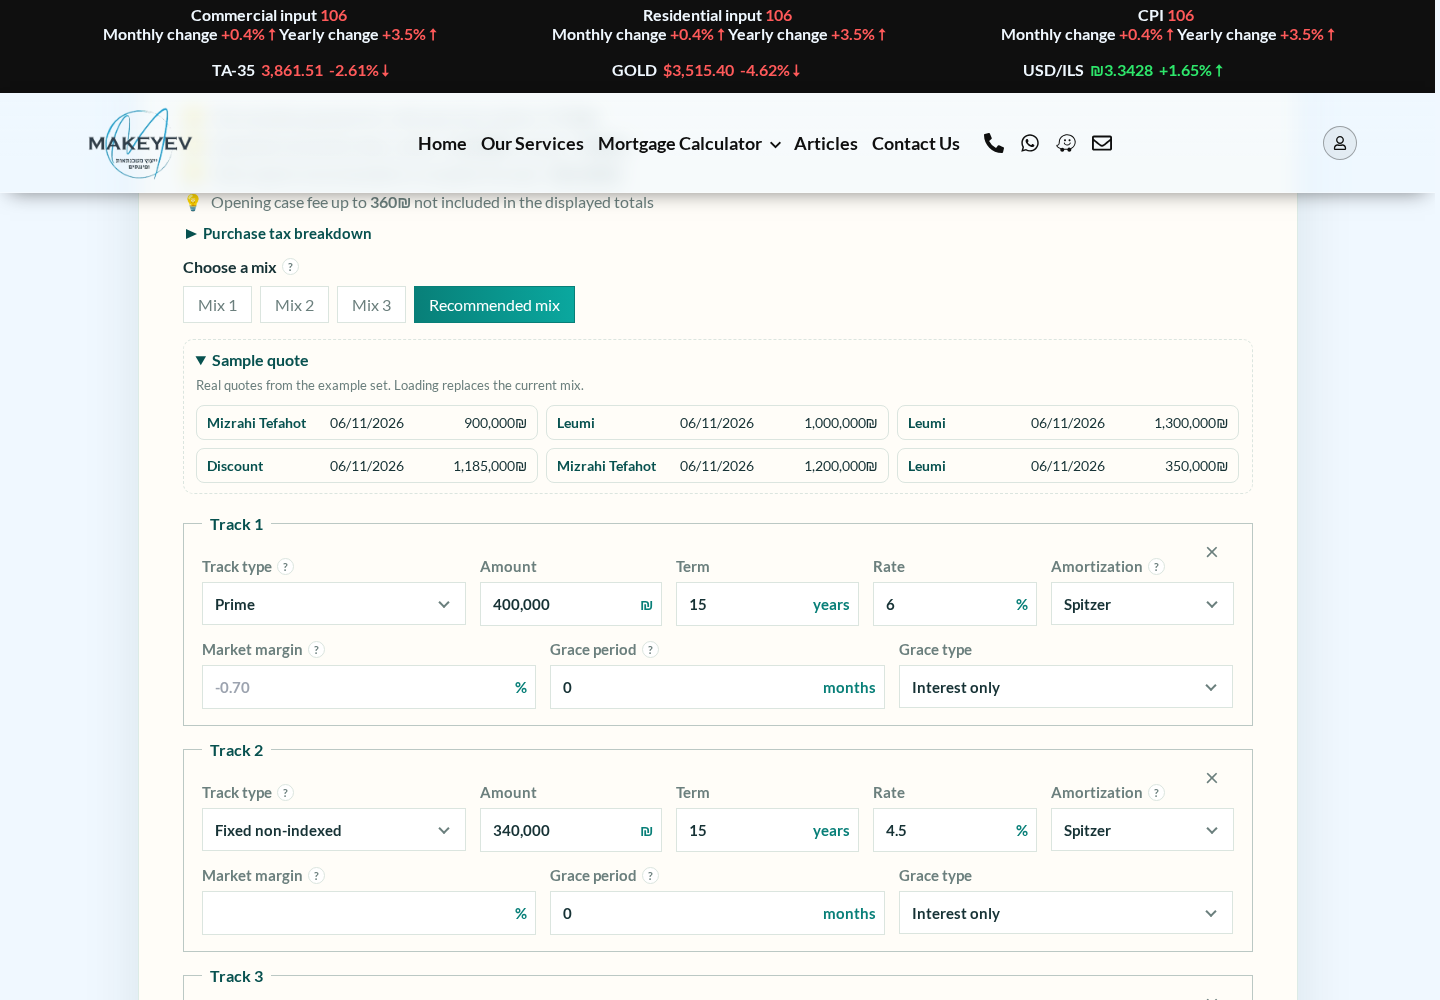 Commercial input 106
Monthly change +0.4% ↑ Yearly change +3.5% ↑
Residential input 106
Monthly change +0.4% ↑ Yearly change +3.5% ↑
CPI 106
Monthly change +0.4% ↑ Yearly change +3.5% ↑
TA-35 3,861.51 -2.61% ↓
GOLD $3,515.40 -4.62% ↓
USD/ILS ₪3.3428 +1.65% ↑
MAKEYEV
ייעוץ משכנתאות
ופיננסים
Home Our Services Mortgage Calculator Articles Contact Us
💡 Opening case fee up to 360₪ not included in the displayed totals
▶ Purchase tax breakdown
Choose a mix ?
Mix 1 Mix 2 Mix 3 Recommended mix
▼ Sample quote
Real quotes from the example set. Loading replaces the current mix.
Mizrahi Tefahot 06/11/2026 900,000₪
Leumi 06/11/2026 1,000,000₪
Leumi 06/11/2026 1,300,000₪
Discount 06/11/2026 1,185,000₪
Mizrahi Tefahot 06/11/2026 1,200,000₪
Leumi 06/11/2026 350,000₪
Track 1
×
Track type ? Amount Term Rate Amortization ?
Prime 400,000 ₪ 15 years 6 % Spitzer
Market margin ? Grace period ? Grace type
-0.70 % 0 months Interest only
Track 2
×
Track type ? Amount Term Rate Amortization ?
Fixed non-indexed 340,000 ₪ 15 years 4.5 % Spitzer
Market margin ? Grace period ? Grace type
% 0 months Interest only
Track 3